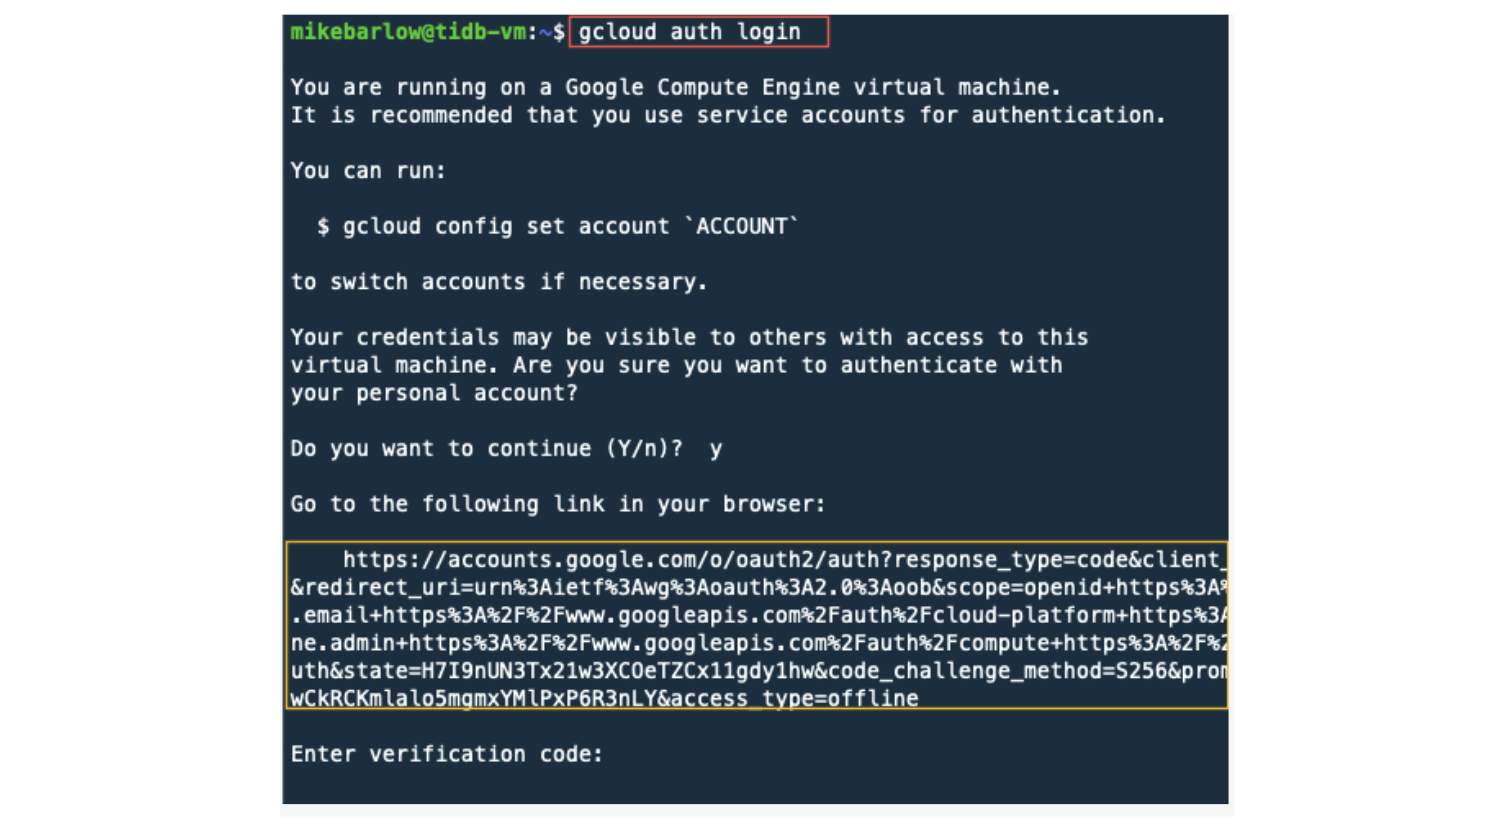 mikebarlow@tidb-vm:~$ gcloud auth login
You are running on a Google Compute Engine virtual machine.
It is recommended that you use service accounts for authentication.
You can run:
$ gcloud config set account `ACCOUNT`
to switch accounts if necessary.
Your credentials may be visible to others with access to this
virtual machine. Are you sure you want to authenticate with
your personal account?
Do you want to continue (Y/n)?  y
Go to the following link in your browser:
https://accounts.google.com/o/oauth2/auth?response_type=code&client_
&redirect_uri=urn%3Aietf%3Awg%3Aoauth%3A2.0%3Aoob&scope=openid+https%3A%
.email+https%3A%2F%2Fwww.googleapis.com%2Fauth%2Fcloud-platform+https%3A
ne.admin+https%3A%2F%2Fwww.googleapis.com%2Fauth%2Fcompute+https%3A%2F%2
uth&state=H7I9nUN3Tx21w3XCOeTZCx11gdy1hw&code_challenge_method=S256&prom
wCkRCKmlalo5mgmxYMlPxP6R3nLY&access_type=offline
Enter verification code: